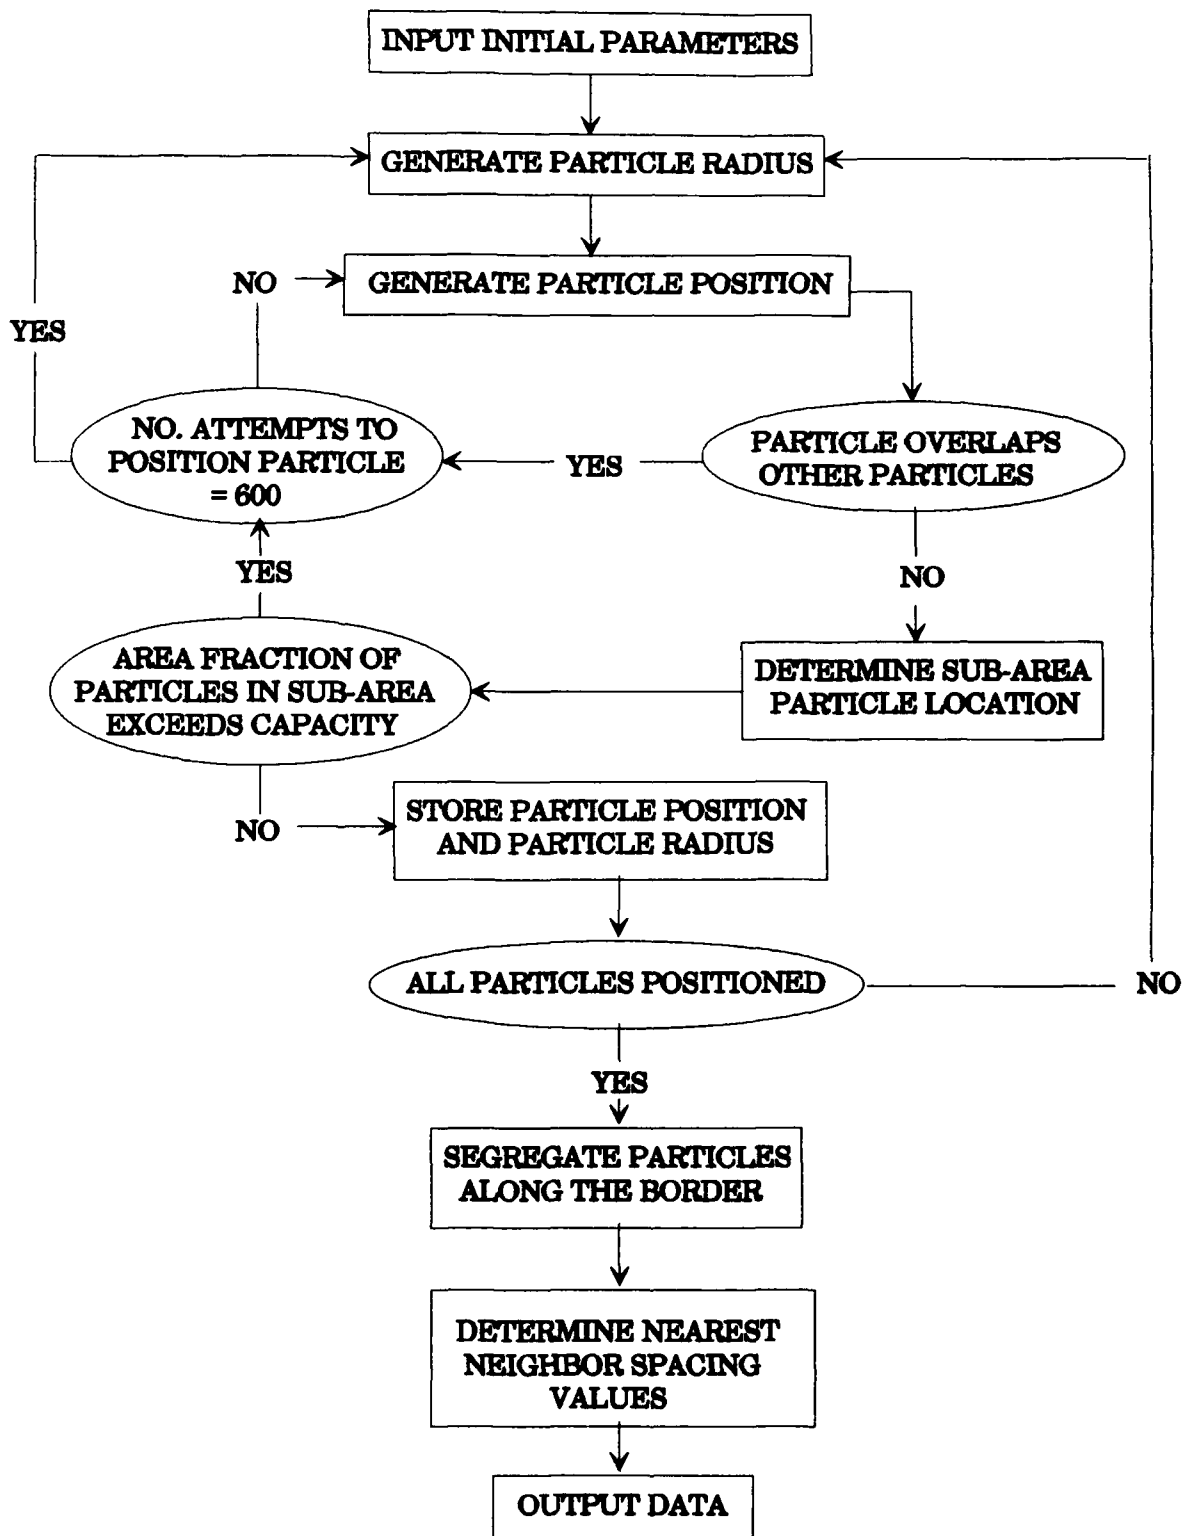 INPUT INITIAL PARAMETERS
GENERATE PARTICLE RADIUS
NO
GENERATE PARTICLE POSITION
YES
NO. ATTEMPTS TO
POSITION PARTICLE
= 600
YES
PARTICLE OVERLAPS
OTHER PARTICLES
YES
NO
AREA FRACTION OF
PARTICLES IN SUB-AREA
EXCEEDS CAPACITY
DETERMINE SUB-AREA
PARTICLE LOCATION
NO
STORE PARTICLE POSITION
AND PARTICLE RADIUS
ALL PARTICLES POSITIONED
NO
YES
SEGREGATE PARTICLES
ALONG THE BORDER
DETERMINE NEAREST
NEIGHBOR SPACING
VALUES
OUTPUT DATA